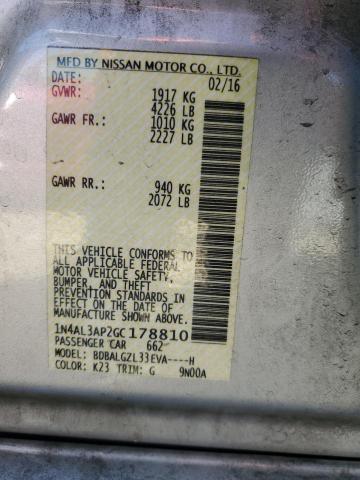 MFD BY NISSAN MOTOR CO., LTD.
DATE: 02/16
GVWR: 1917 KG
4226 LB
GAWR FR: 1010 KG
2227 LB
GAWR RR: 940 KG
2072 LB
THIS VEHICLE CONFORMS TO
ALL APPLICABLE FEDERAL
MOTOR VEHICLE SAFETY,
BUMPER, AND THEFT
PREVENTION STANDARDS
IN EFFECT ON THE DATE
OF MANUFACTURE
SHOWN ABOVE.
1N4AL3AP2GC178810
PASSENGER CAR 662
MODEL: BDBALGZL33EVA----H
COLOR: K23 TRIM: G 9N00A